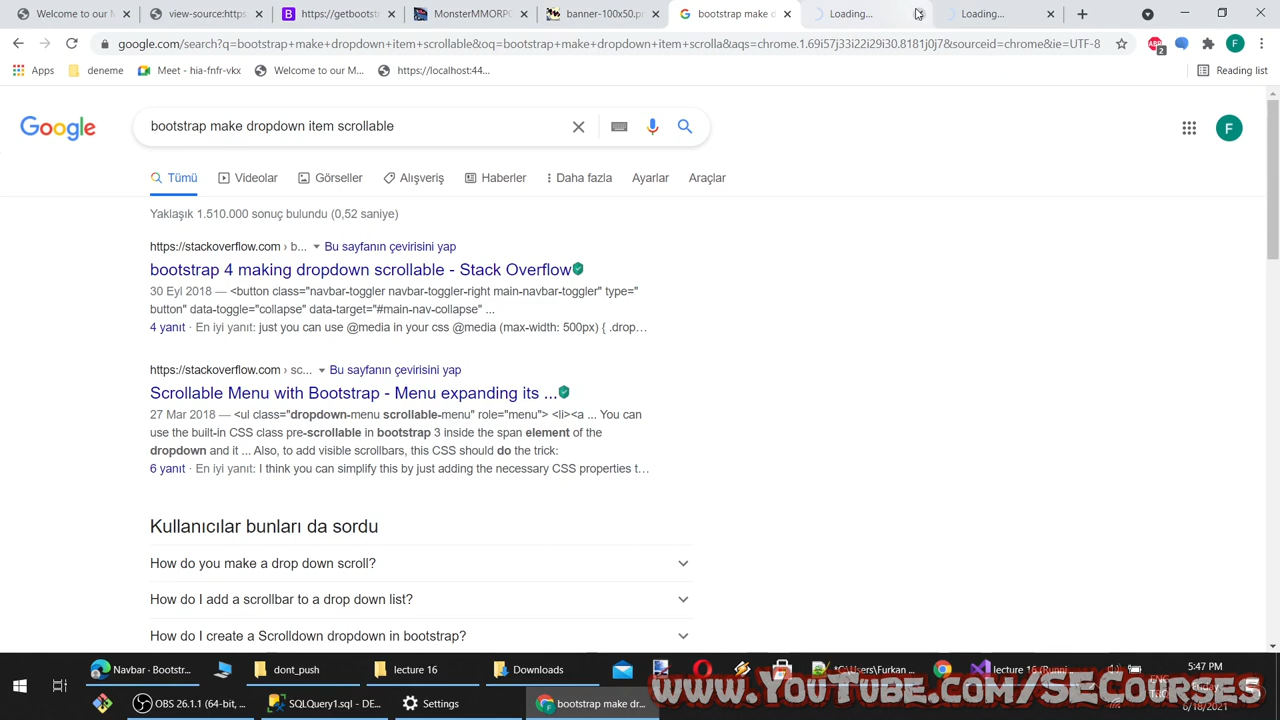 Welcome to our M
view-source:https:
https://getbootst
MonsterMMORPG
banner-100x50.p
bootstrap make d
Loading...
Loading...
google.com/search?q=bootstrap+make+dropdown+item+scrollable&q=bootstrap+make+dropdown+item+scrolla&aqs=chrome.1.69i57j33i22i29i30.8181j0j7&sourceid=chrome&ie=UTF-8
2
F
Apps
deneme
Meet - hia-fnfr-vkx
Welcome to our M...
https://localhost:44...
Reading list
Google
bootstrap make dropdown item scrollable
F
Tümü
Videolar
Görseller
Alışveriş
Haberler
Daha fazla
Ayarlar
Araçlar
Yaklaşık 1.510.000 sonuç bulundu (0,52 saniye)
https://stackoverflow.com › b... Bu sayfanın çevirisini yap
bootstrap 4 making dropdown scrollable - Stack Overflow
30 Eyl 2018 — <button class="navbar-toggler navbar-toggler-right main-navbar-toggler" type="
button" data-toggle="collapse" data-target="#main-nav-collapse" ...
4 yanıt · En iyi yanıt: just you can use @media in your css @media (max-width: 500px) { .drop...
https://stackoverflow.com › sc... Bu sayfanın çevirisini yap
Scrollable Menu with Bootstrap - Menu expanding its ...
27 Mar 2018 — <ul class="dropdown-menu scrollable-menu" role="menu"> <li><a ... You can
use the built-in CSS class pre-scrollable in bootstrap 3 inside the span element of the
dropdown and it ... Also, to add visible scrollbars, this CSS should do the trick:
6 yanıt · En iyi yanıt: I think you can simplify this by just adding the necessary CSS properties t...
Kullanıcılar bunları da sordu
How do you make a drop down scroll?
How do I add a scrollbar to a drop down list?
How do I create a Scrolldown dropdown in bootstrap?
Navbar · Bootstr...
dont_push
lecture 16
Downloads
*C:\Users\Furkan ...
lecture 16 (Runni...
5:47 PM
OBS 26.1.1 (64-bit, ...
SQLQuery1.sql - DE...
Settings
bootstrap make dr...
6/18/2021
www.YouTube.com/SECourses